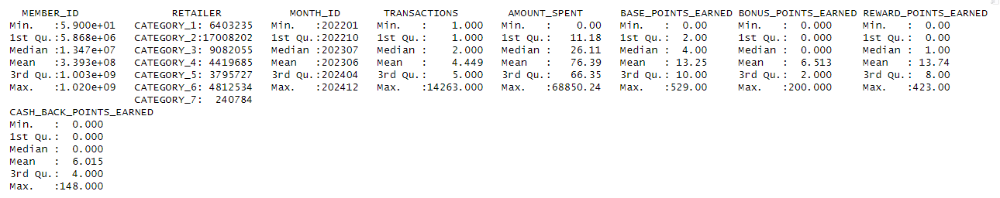 MEMBER_ID               RETAILER           MONTH_ID       TRANSACTIONS        AMOUNT_SPENT      BASE_POINTS_EARNED BONUS_POINTS_EARNED REWARD_POINTS_EARNED
Min.   :5.900e+01   CATEGORY_1: 6403235   Min.   :202201   Min.   :    1.000   Min.   :    0.00   Min.   :  0.00     Min.   :  0.000     Min.   :  0.00
1st Qu.:5.868e+06   CATEGORY_2:17008202   1st Qu.:202210   1st Qu.:    1.000   1st Qu.:   11.18   1st Qu.:  2.00     1st Qu.:  0.000     1st Qu.:  0.00
Median :1.347e+07   CATEGORY_3: 9082055   Median :202307   Median :    2.000   Median :   26.11   Median :  4.00     Median :  0.000     Median :  1.00
Mean   :3.393e+08   CATEGORY_4: 4419685   Mean   :202306   Mean   :    4.449   Mean   :   76.39   Mean   : 13.25     Mean   :  6.513     Mean   : 13.74
3rd Qu.:1.003e+09   CATEGORY_5: 3795727   3rd Qu.:202404   3rd Qu.:    5.000   3rd Qu.:   66.35   3rd Qu.: 10.00     3rd Qu.:  2.000     3rd Qu.:  8.00
Max.   :1.020e+09   CATEGORY_6: 4812534   Max.   :202412   Max.   :14263.000   Max.   :68850.24   Max.   :529.00     Max.   :200.000     Max.   :423.00
                    CATEGORY_7:  240784
CASH_BACK_POINTS_EARNED
Min.   :  0.000
1st Qu.:  0.000
Median :  0.000
Mean   :  6.015
3rd Qu.:  4.000
Max.   :148.000